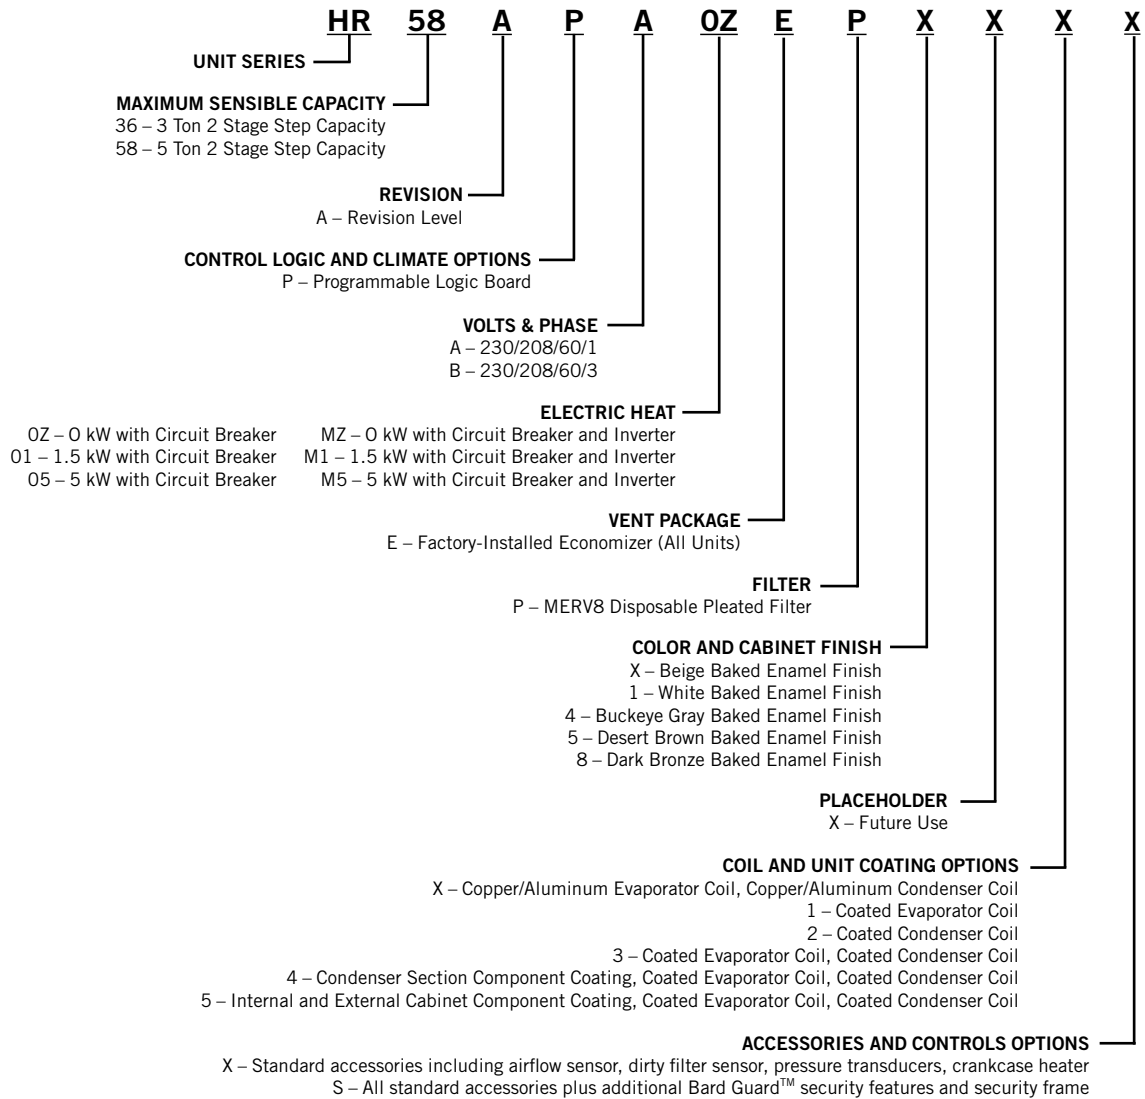 HR 58 A P A 0Z E P X X X X
UNIT SERIES
MAXIMUM SENSIBLE CAPACITY
36 – 3 Ton 2 Stage Step Capacity
58 – 5 Ton 2 Stage Step Capacity
REVISION
A – Revision Level
CONTROL LOGIC AND CLIMATE OPTIONS
P – Programmable Logic Board
VOLTS & PHASE
A – 230/208/60/1
B – 230/208/60/3
ELECTRIC HEAT
0Z – 0 kW with Circuit Breaker MZ – 0 kW with Circuit Breaker and Inverter
01 – 1.5 kW with Circuit Breaker M1 – 1.5 kW with Circuit Breaker and Inverter
05 – 5 kW with Circuit Breaker M5 – 5 kW with Circuit Breaker and Inverter
VENT PACKAGE
E – Factory-Installed Economizer (All Units)
FILTER
P – MERV8 Disposable Pleated Filter
COLOR AND CABINET FINISH
X – Beige Baked Enamel Finish
1 – White Baked Enamel Finish
4 – Buckeye Gray Baked Enamel Finish
5 – Desert Brown Baked Enamel Finish
8 – Dark Bronze Baked Enamel Finish
PLACEHOLDER
X – Future Use
COIL AND UNIT COATING OPTIONS
X – Copper/Aluminum Evaporator Coil, Copper/Aluminum Condenser Coil
1 – Coated Evaporator Coil
2 – Coated Condenser Coil
3 – Coated Evaporator Coil, Coated Condenser Coil
4 – Condenser Section Component Coating, Coated Evaporator Coil, Coated Condenser Coil
5 – Internal and External Cabinet Component Coating, Coated Evaporator Coil, Coated Condenser Coil
ACCESSORIES AND CONTROLS OPTIONS
X – Standard accessories including airflow sensor, dirty filter sensor, pressure transducers, crankcase heater
S – All standard accessories plus additional Bard Guard™ security features and security frame